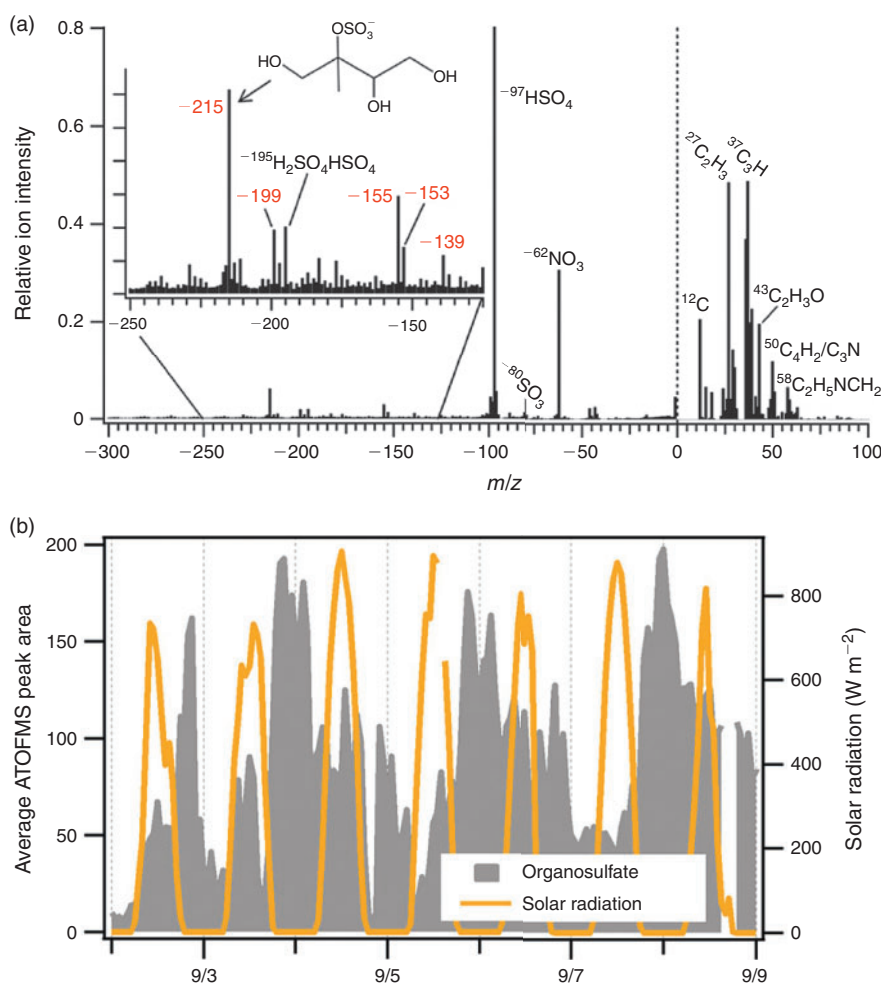 (a)
Relative ion intensity
0.8
0.6
0.4
0.2
0
OSO₃⁻
HO
OH
OH
−215
⁻¹⁹⁵H₂SO₄HSO₄
−199
−155
−153
−139
−250
−200
−150
⁻⁹⁷HSO₄
⁻⁸⁰SO₃
⁻⁶²NO₃
²⁷C₂H₃
³⁷C₃H
¹²C
⁴³C₂H₃O
⁵⁰C₄H₂/C₃N
⁵⁸C₂H₅NCH₂
−300 −250 −200 −150 −100 −50 0 50 100
m/z
(b)
Average ATOFMS peak area
200
150
100
50
0
Solar radiation (W m⁻²)
800
600
400
200
0
Organosulfate
Solar radiation
9/3 9/5 9/7 9/9